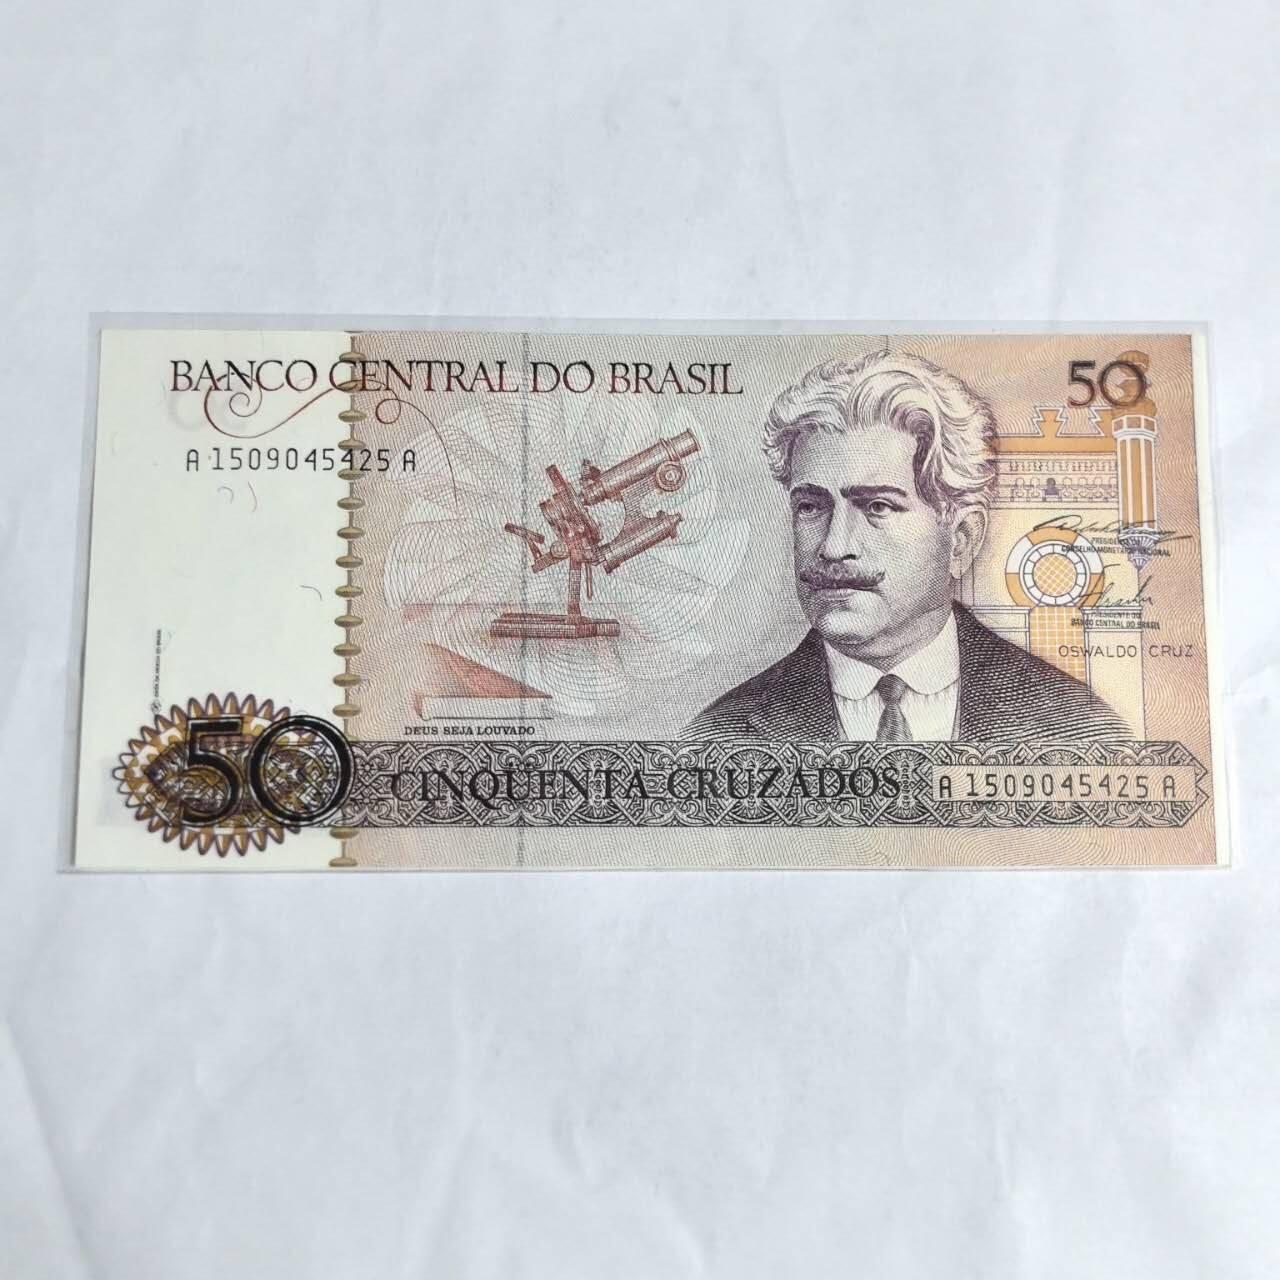 BANCO CENTRAL DO BRASIL
50
A 1509045425 A
PRESIDENTE DO
CONSELHO MONETÁRIO NACIONAL
PRESIDENTE DO
BANCO CENTRAL DO BRASIL
OSWALDO CRUZ
DEUS SEJA LOUVADO
50
CINQÜENTA CRUZADOS
A 1509045425 A